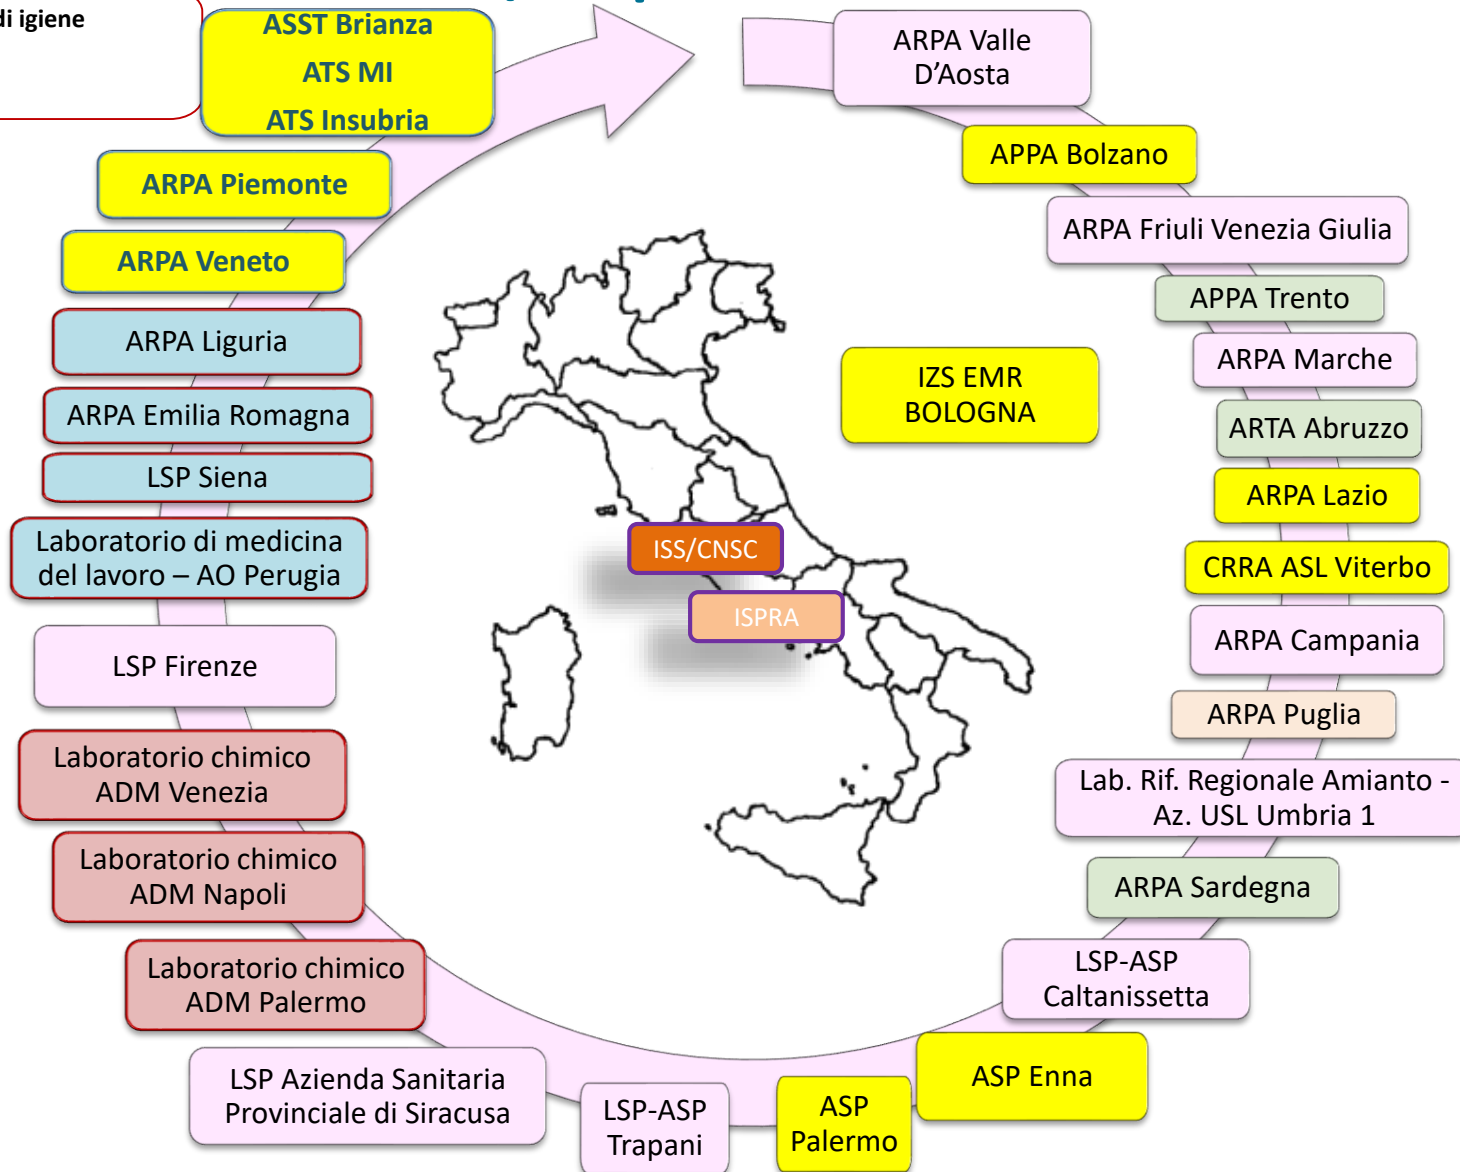 di igiene
ASST Brianza
ATS MI
ATS Insubria
ARPA Piemonte
ARPA Veneto
ARPA Liguria
ARPA Emilia Romagna
LSP Siena
Laboratorio di medicina
del lavoro – AO Perugia
LSP Firenze
Laboratorio chimico
ADM Venezia
Laboratorio chimico
ADM Napoli
Laboratorio chimico
ADM Palermo
LSP Azienda Sanitaria
Provinciale di Siracusa
LSP-ASP
Trapani
ASP
Palermo
ASP Enna
LSP-ASP
Caltanissetta
ARPA Sardegna
Lab. Rif. Regionale Amianto -
Az. USL Umbria 1
ARPA Puglia
ARPA Campania
CRRA ASL Viterbo
ARPA Lazio
ARTA Abruzzo
ARPA Marche
APPA Trento
ARPA Friuli Venezia Giulia
APPA Bolzano
ARPA Valle
D’Aosta
IZS EMR
BOLOGNA
ISS/CNSC
ISPRA